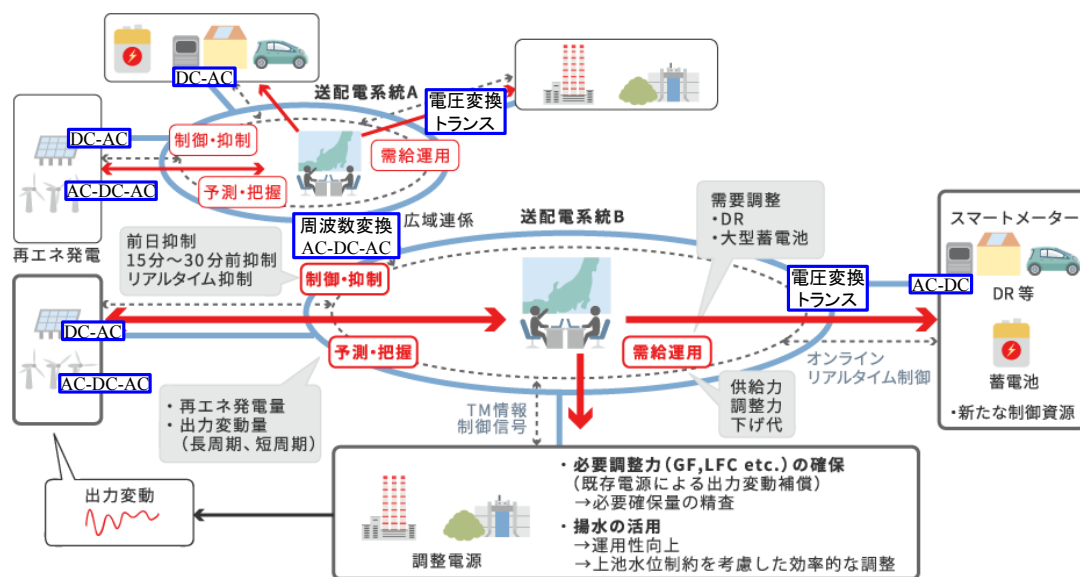 DC-AC
送配電系統A
電圧変換
トランス
DC-AC
制御・抑制
需給運用
AC-DC-AC
予測・把握
再エネ発電
周波数変換
AC-DC-AC
広域連係
送配電系統B
需要調整
・DR
・大型蓄電池
前日抑制
15分～30分前抑制
リアルタイム抑制
制御・抑制
電圧変換
トランス
スマートメーター
AC-DC
DR等
DC-AC
予測・把握
需給運用
AC-DC-AC
オンライン
リアルタイム制御
蓄電池
・新たな制御資源
・再エネ発電量
・出力変動量
（長周期、短周期）
TM情報
制御信号
供給力
調整力
下げ代
出力変動
調整電源
・必要調整力（GF,LFC etc.）の確保
（既存電源による出力変動補償）
→必要確保量の精査
・揚水の活用
→運用性向上
→上池水位制約を考慮した効率的な調整